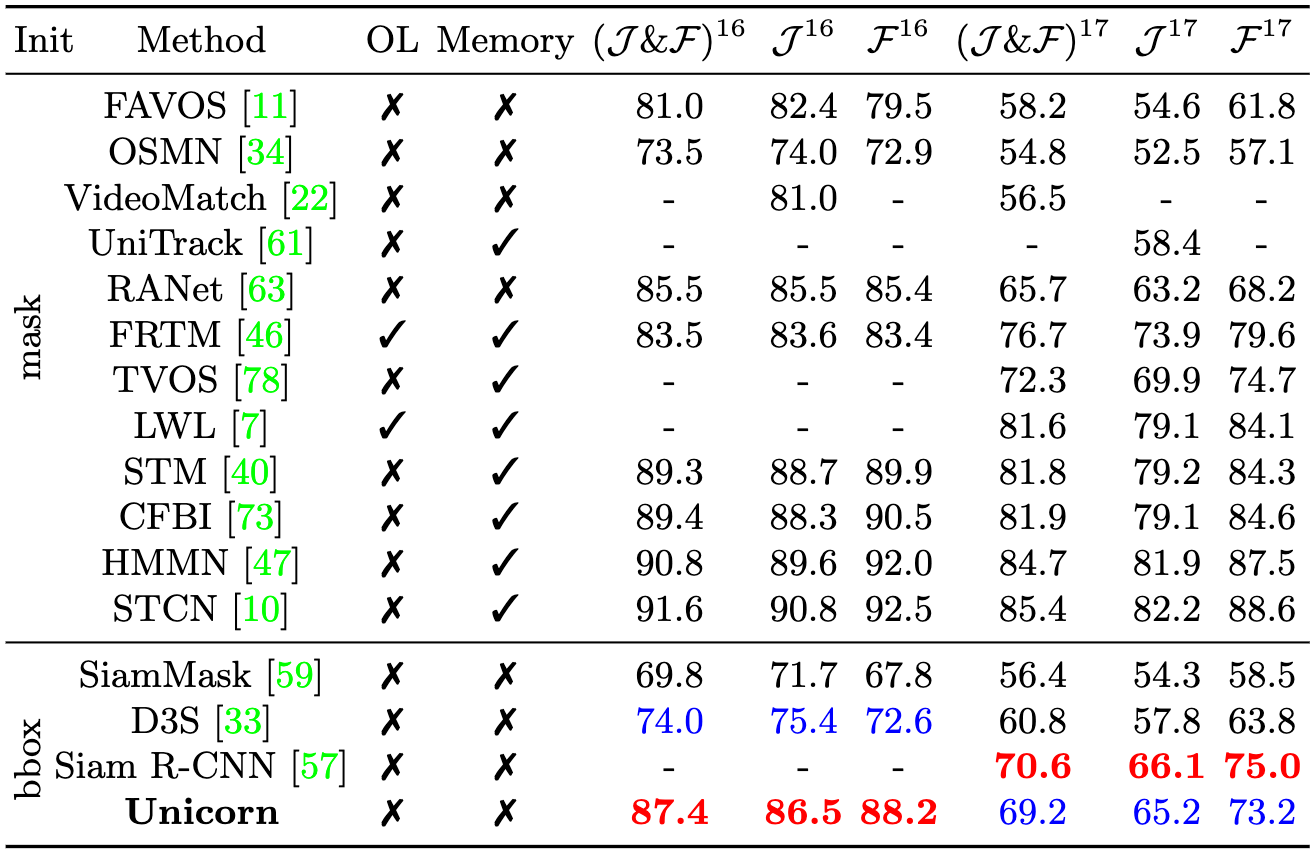 Init Method OL Memory (J&F)^16 J^16 F^16 (J&F)^17 J^17 F^17
mask
FAVOS [11] ✗ ✗ 81.0 82.4 79.5 58.2 54.6 61.8
OSMN [34] ✗ ✗ 73.5 74.0 72.9 54.8 52.5 57.1
VideoMatch [22] ✗ ✗ - 81.0 - 56.5 - -
UniTrack [61] ✗ ✓ - - - - 58.4 -
RANet [63] ✗ ✗ 85.5 85.5 85.4 65.7 63.2 68.2
FRTM [46] ✓ ✓ 83.5 83.6 83.4 76.7 73.9 79.6
TVOS [78] ✗ ✓ - - - 72.3 69.9 74.7
LWL [7] ✓ ✓ - - - 81.6 79.1 84.1
STM [40] ✗ ✓ 89.3 88.7 89.9 81.8 79.2 84.3
CFBI [73] ✗ ✓ 89.4 88.3 90.5 81.9 79.1 84.6
HMMN [47] ✗ ✓ 90.8 89.6 92.0 84.7 81.9 87.5
STCN [10] ✗ ✓ 91.6 90.8 92.5 85.4 82.2 88.6
bbox
SiamMask [59] ✗ ✗ 69.8 71.7 67.8 56.4 54.3 58.5
D3S [33] ✗ ✗ 74.0 75.4 72.6 60.8 57.8 63.8
Siam R-CNN [57] ✗ ✗ - - - 70.6 66.1 75.0
Unicorn ✗ ✗ 87.4 86.5 88.2 69.2 65.2 73.2